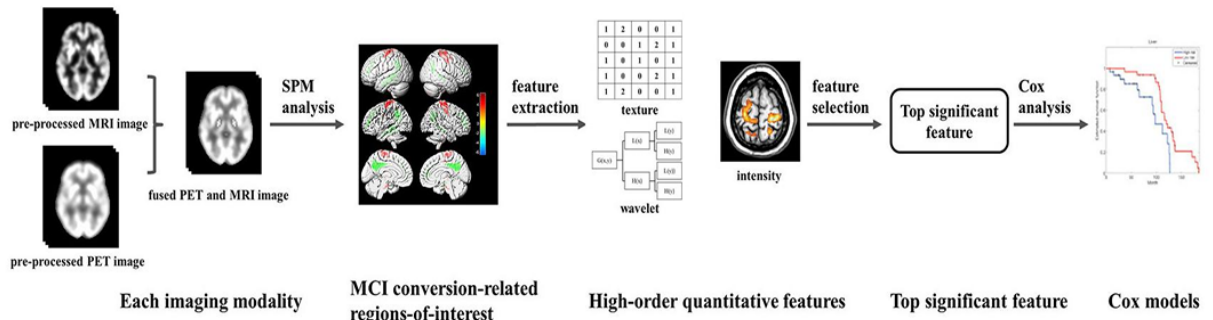 pre-processed MRI image
pre-processed PET image
fused PET and MRI image
SPM
analysis
feature
extraction
1 2 0 0 1
0 0 1 2 1
1 0 1 0 1
1 0 0 2 1
1 2 0 0 1
texture
G(x,y)
L(x)
H(x)
L(y)
H(y)
L(y)
H(y)
wavelet
intensity
feature
selection
Top significant
feature
Cox
analysis
Each imaging modality
MCI conversion-related
regions-of-interest
High-order quantitative features
Top significant feature
Cox models